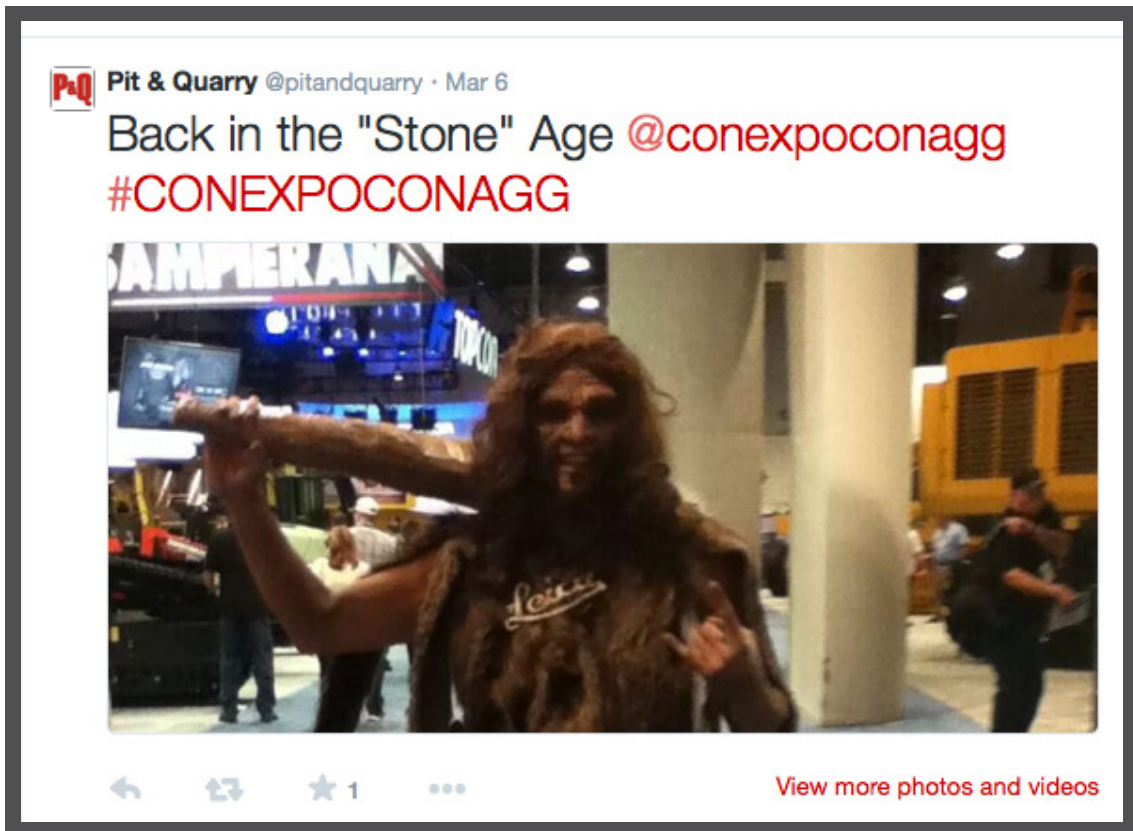 P&Q
Pit & Quarry @pitandquarry · Mar 6
Back in the "Stone" Age @conexpoconagg
#CONEXPOCONAGG
SAMPIERANA
TOPCON
Leica
1
View more photos and videos